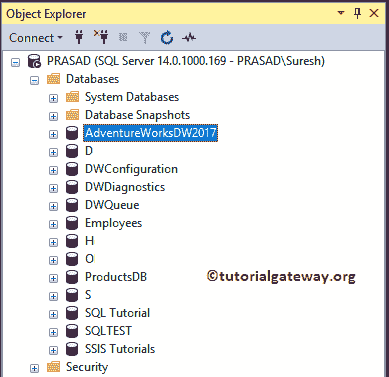 Object Explorer
Connect
PRASAD (SQL Server 14.0.1000.169 - PRASAD\Suresh)
Databases
System Databases
Database Snapshots
AdventureWorksDW2017
D
DWConfiguration
DWDiagnostics
DWQueue
Employees
H
O
ProductsDB
©tutorialgateway.org
S
SQL Tutorial
SQLTEST
SSIS Tutorials
Security